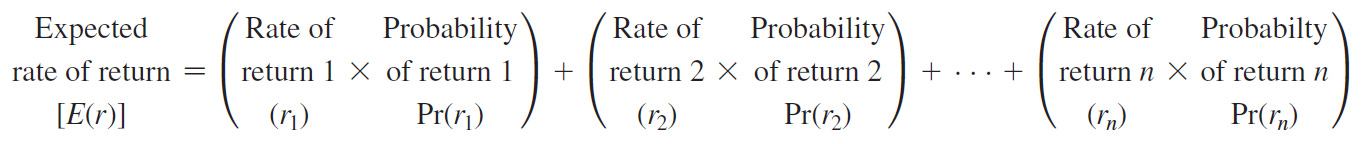 Expected Rate of Probability Rate of Probability Rate of Probabilty
rate of return = ( return 1 × of return 1 ) + ( return 2 × of return 2 ) + · · · + ( return n × of return n )
[E(r)] (r₁) Pr(r₁) (r₂) Pr(r₂) (rₙ) Pr(rₙ)